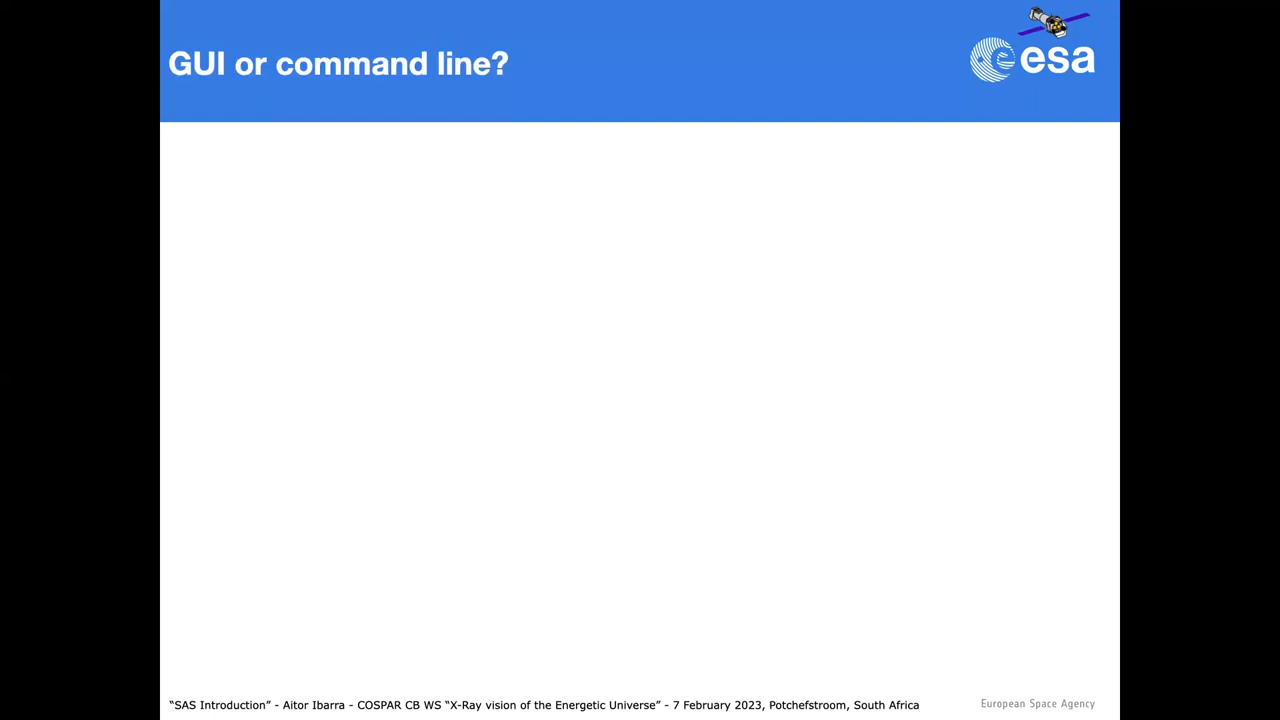 GUI or command line?
esa
“SAS Introduction” - Aitor Ibarra - COSPAR CB WS “X-Ray vision of the Energetic Universe” - 7 February 2023, Potchefstroom, South Africa
European Space Agency